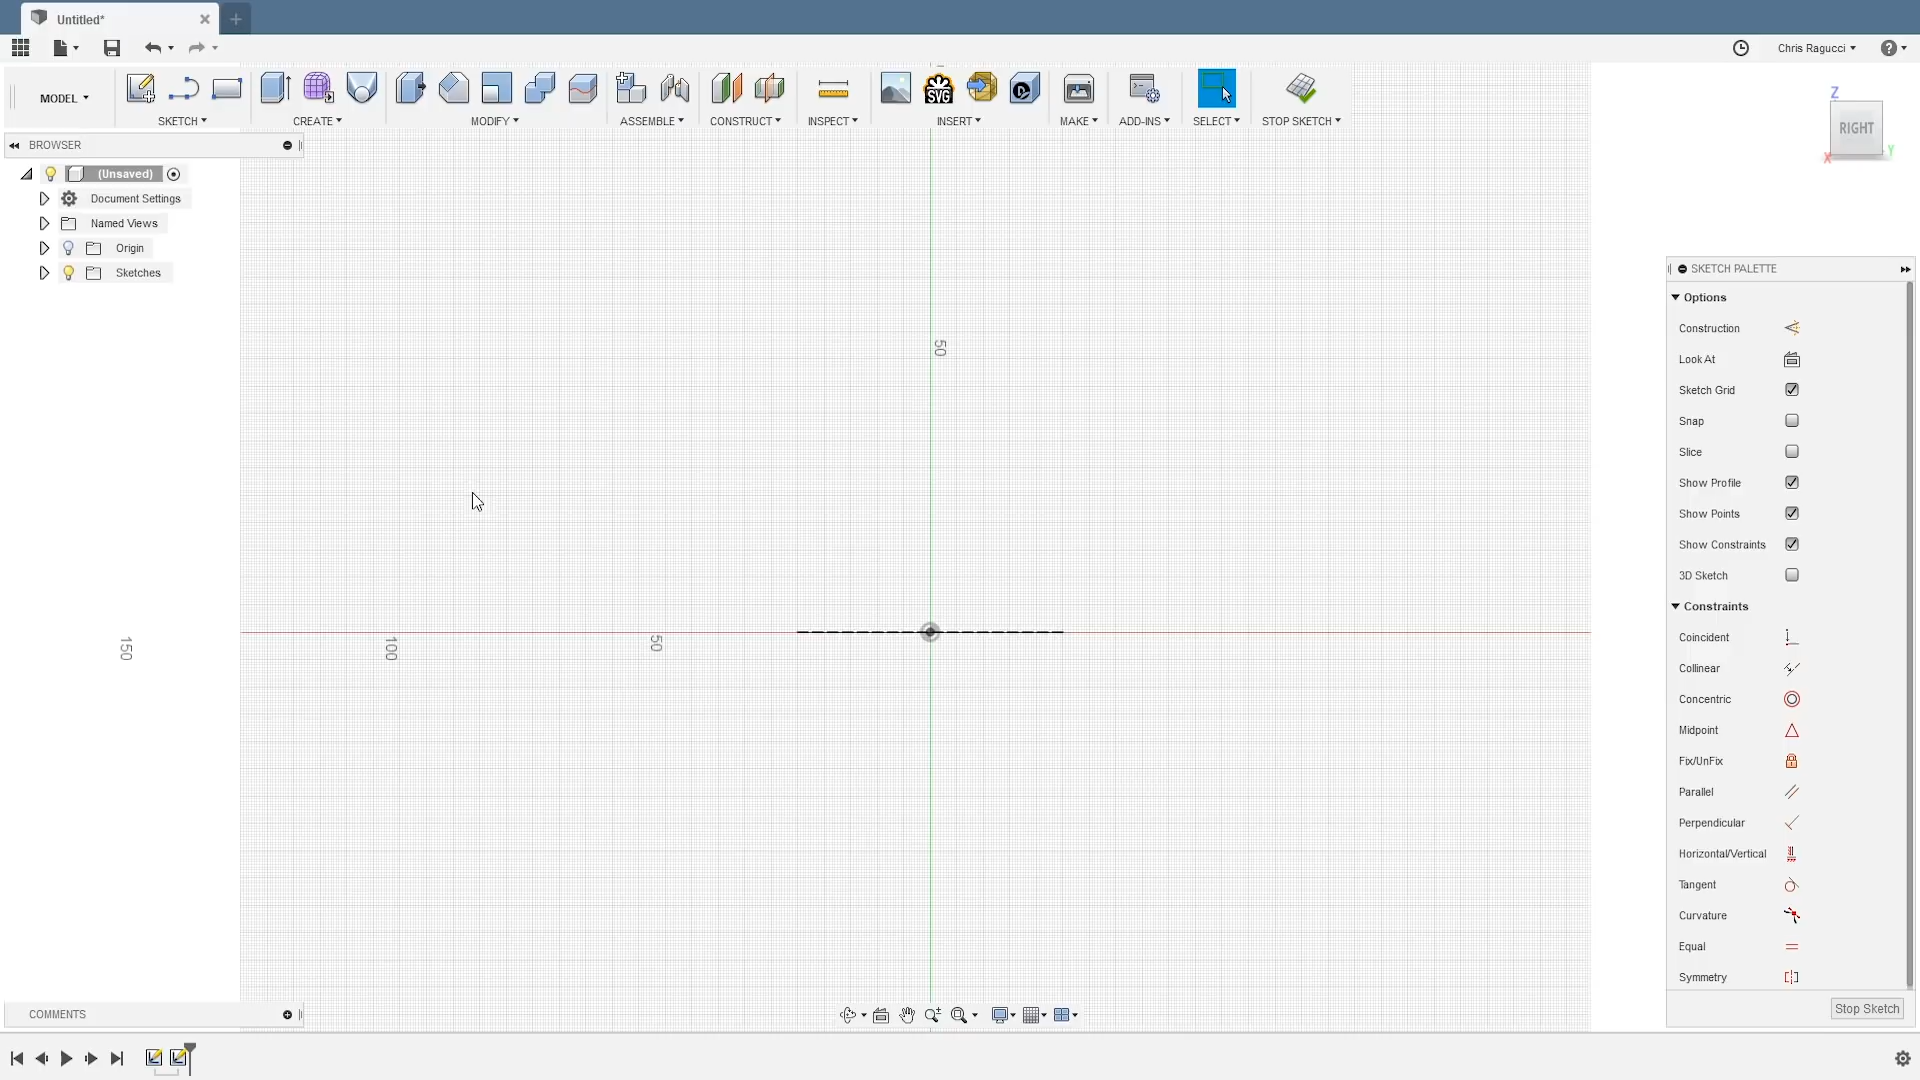 Untitled*
Chris Ragucci
MODEL
SKETCH
CREATE
MODIFY
ASSEMBLE
CONSTRUCT
INSPECT
SVG
INSERT
MAKE
ADD-INS
SELECT
STOP SKETCH
Z
RIGHT
X
Y
BROWSER
(Unsaved)
Document Settings
Named Views
Origin
Sketches
50
50
100
150
SKETCH PALETTE
Options
Construction
Look At
Sketch Grid
Snap
Slice
Show Profile
Show Points
Show Constraints
3D Sketch
Constraints
Coincident
Collinear
Concentric
Midpoint
Fix/UnFix
Parallel
Perpendicular
Horizontal/Vertical
Tangent
Curvature
Equal
Symmetry
Stop Sketch
COMMENTS